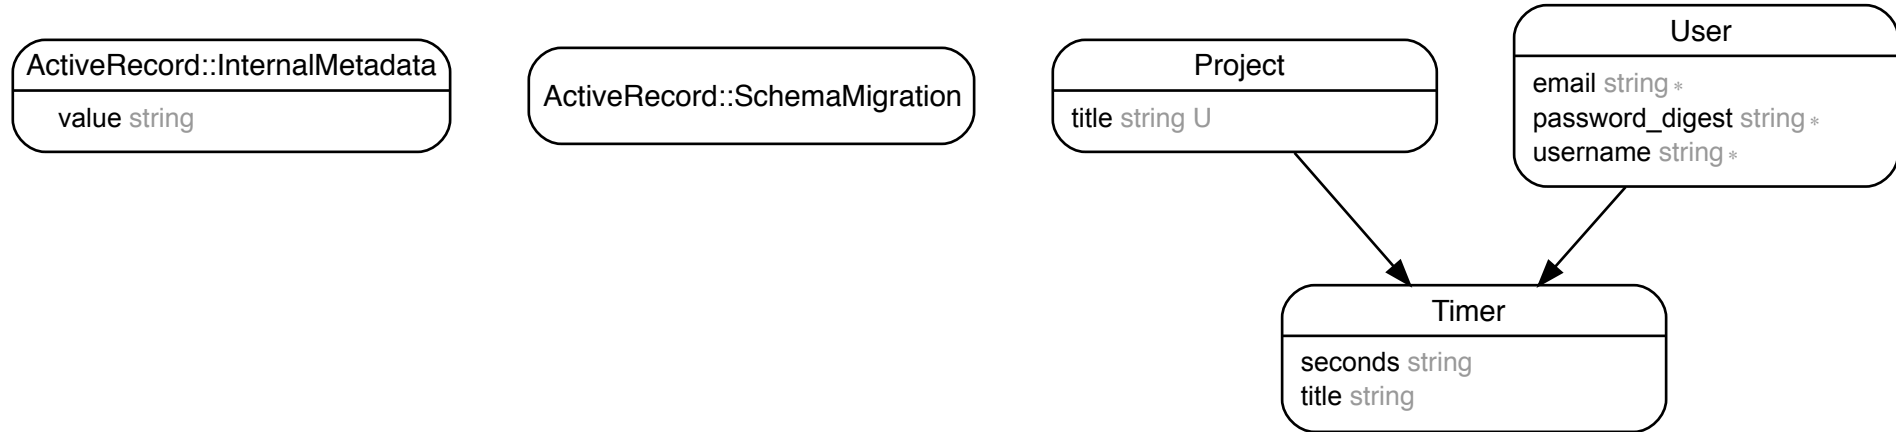 ActiveRecord::InternalMetadata
value string
ActiveRecord::SchemaMigration
Project
title string U
User
email string *
password_digest string *
username string *
Timer
seconds string
title string